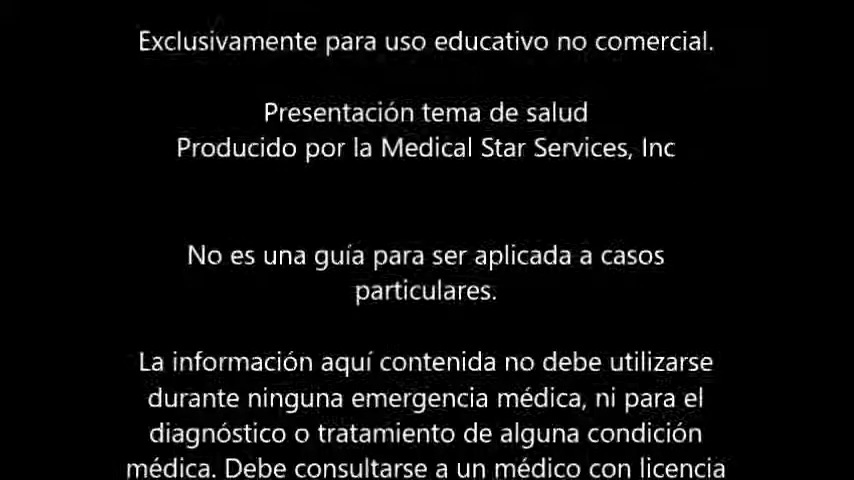 Exclusivamente para uso educativo no comercial.
Presentación tema de salud
Producido por la Medical Star Services, Inc
No es una guía para ser aplicada a casos
particulares.
La información aquí contenida no debe utilizarse
durante ninguna emergencia médica, ni para el
diagnóstico o tratamiento de alguna condición
médica. Debe consultarse a un médico con licencia